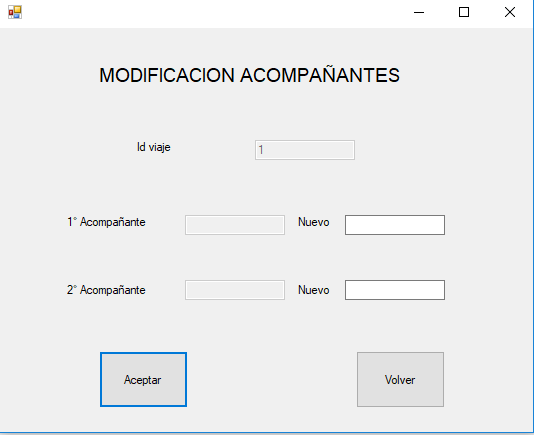 MODIFICACION ACOMPAÑANTES
Id viaje 1
1° Acompañante Nuevo
2° Acompañante Nuevo
Aceptar Volver